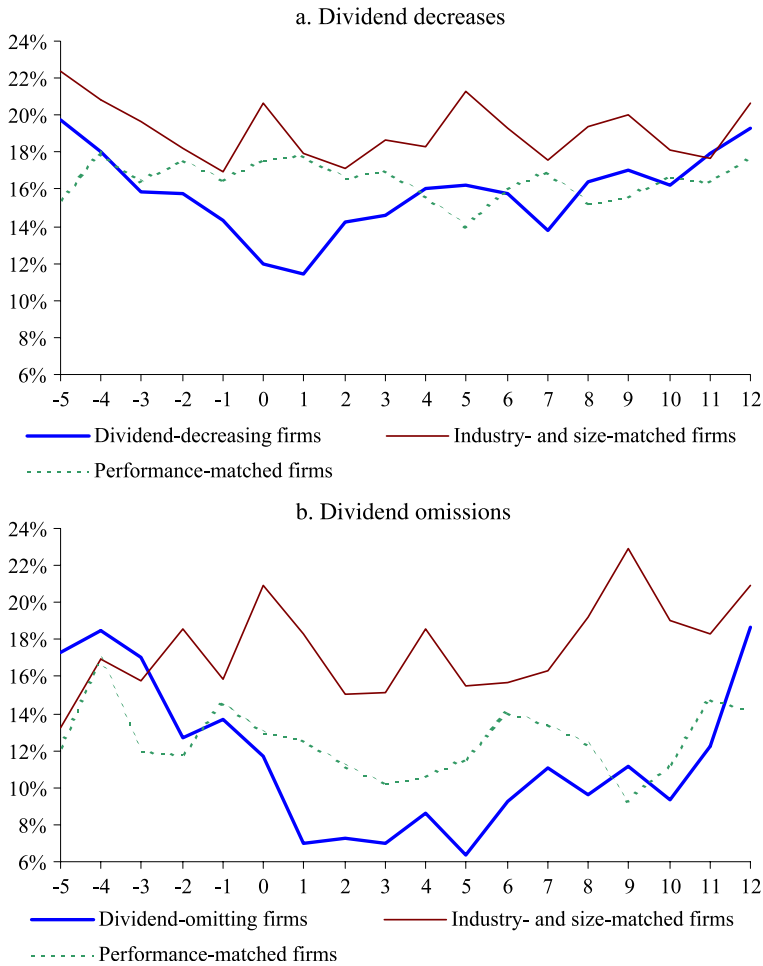 a. Dividend decreases
24%
22%
20%
18%
16%
14%
12%
10%
8%
6%
-5 -4 -3 -2 -1 0 1 2 3 4 5 6 7 8 9 10 11 12
Dividend-decreasing firms Industry- and size-matched firms
Performance-matched firms
b. Dividend omissions
24%
22%
20%
18%
16%
14%
12%
10%
8%
6%
-5 -4 -3 -2 -1 0 1 2 3 4 5 6 7 8 9 10 11 12
Dividend-omitting firms Industry- and size-matched firms
Performance-matched firms